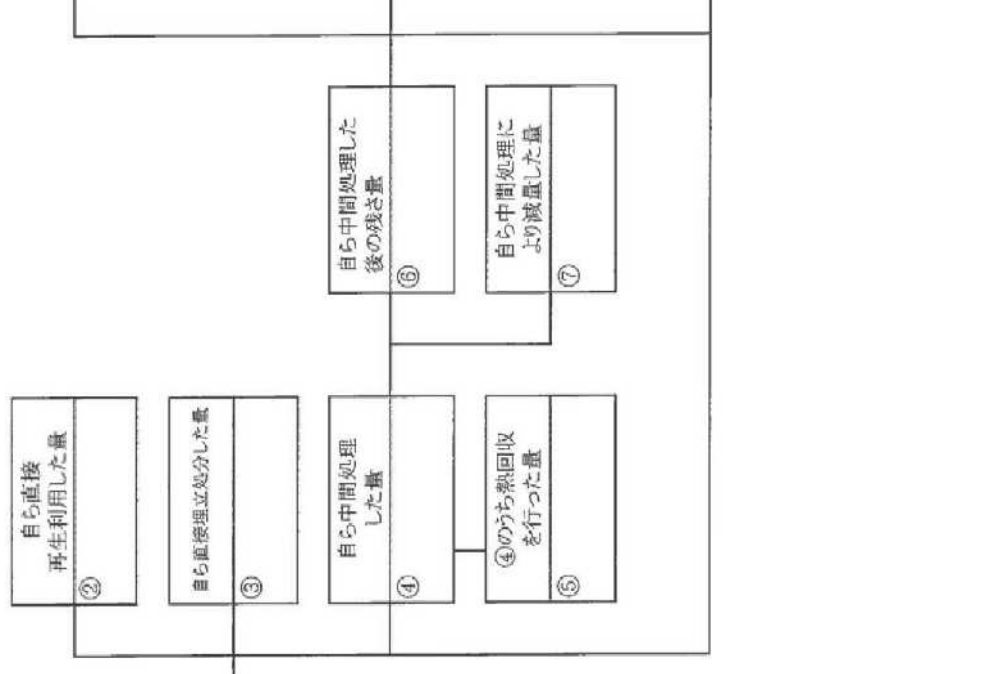 自ら直接
再生利用した量
②
自ら直接埋立処分した量
③
自ら中間処理
した量
④
④のうち熱回収
を行った量
⑤
自ら中間処理した
後の残さ量
⑥
自ら中間処理に
より減量した量
⑦